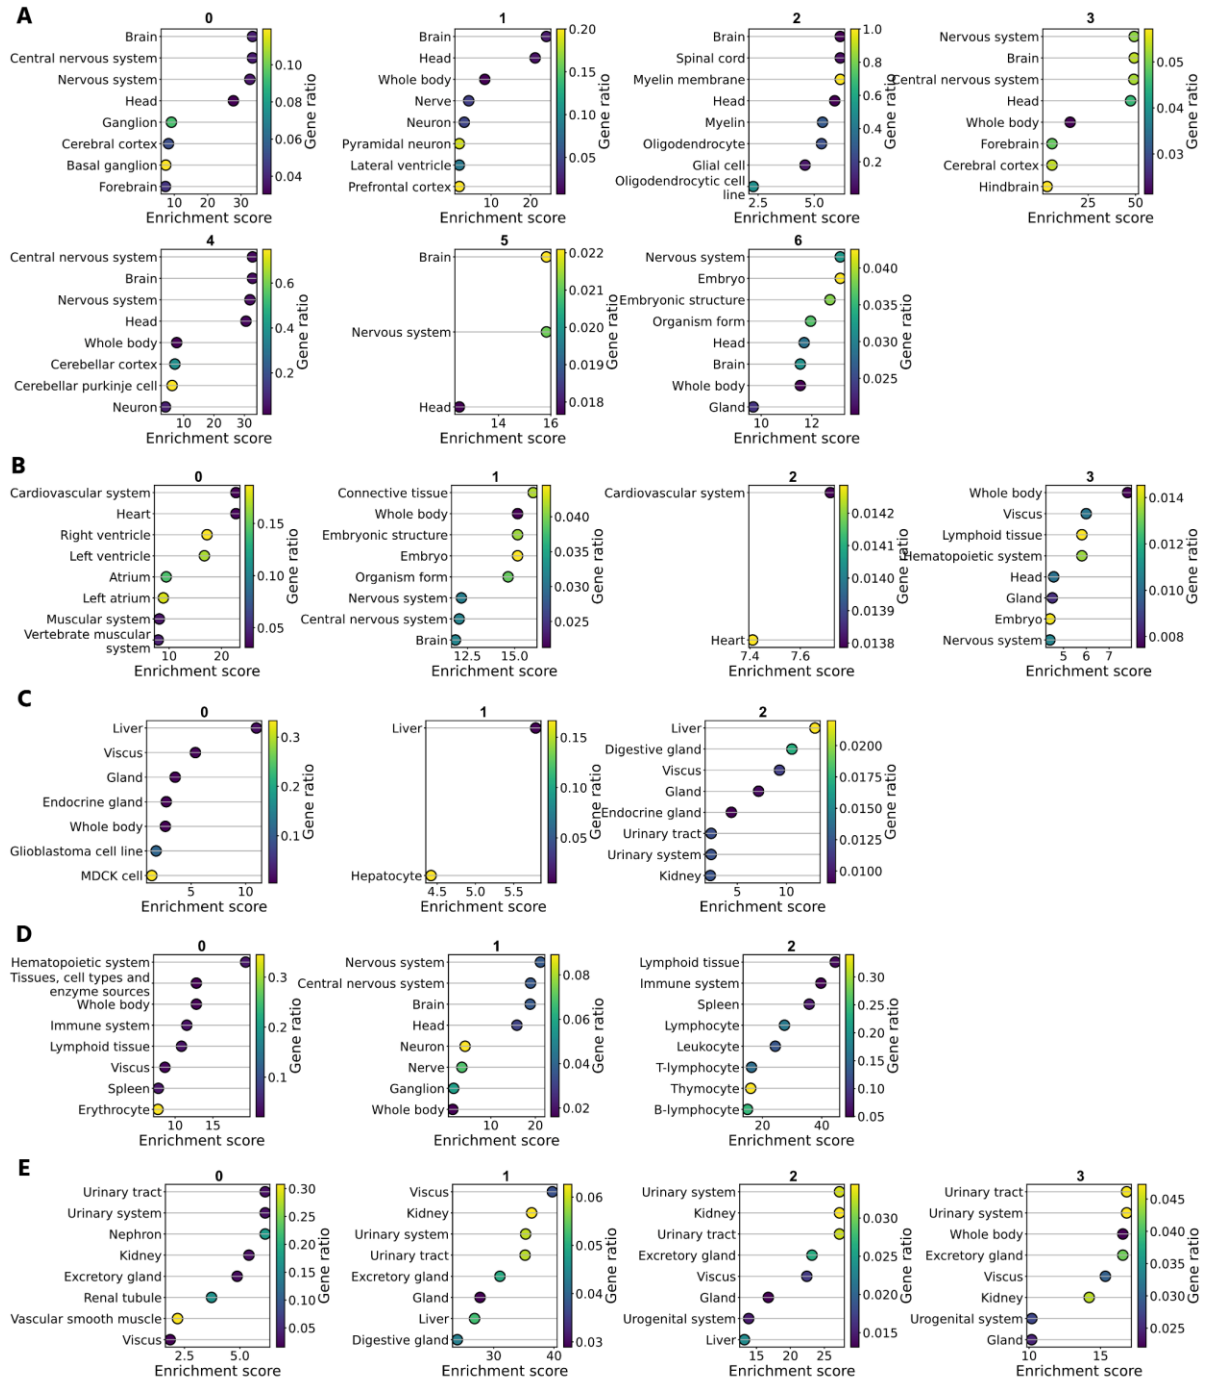 A
0
Brain
Central nervous system
Nervous system
Head
Ganglion
Cerebral cortex
Basal ganglion
Forebrain
10 20 30
Enrichment score
0.10
0.08
0.06
0.04
Gene ratio
1
Brain
Head
Whole body
Nerve
Neuron
Pyramidal neuron
Lateral ventricle
Prefrontal cortex
10 20
Enrichment score
0.20
0.15
0.10
0.05
Gene ratio
2
Brain
Spinal cord
Myelin membrane
Head
Myelin
Oligodendrocyte
Glial cell
Oligodendrocytic cell
line
2.5 5.0
Enrichment score
1.0
0.8
0.6
0.4
0.2
Gene ratio
3
Nervous system
Brain
Central nervous system
Head
Whole body
Forebrain
Cerebral cortex
Hindbrain
25 50
Enrichment score
0.05
0.04
0.03
Gene ratio
4
Central nervous system
Brain
Nervous system
Head
Whole body
Cerebellar cortex
Cerebellar purkinje cell
Neuron
10 20 30
Enrichment score
0.6
0.4
0.2
Gene ratio
5
Brain
Nervous system
Head
14 16
Enrichment score
0.022
0.021
0.020
0.019
0.018
Gene ratio
6
Nervous system
Embryo
Embryonic structure
Organism form
Head
Brain
Whole body
Gland
10 12
Enrichment score
0.040
0.035
0.030
0.025
Gene ratio
B
0
Cardiovascular system
Heart
Right ventricle
Left ventricle
Atrium
Left atrium
Muscular system
Vertebrate muscular
system
10 20
Enrichment score
0.15
0.10
0.05
Gene ratio
1
Connective tissue
Whole body
Embryonic structure
Embryo
Organism form
Nervous system
Central nervous system
Brain
12.5 15.0
Enrichment score
0.040
0.035
0.030
0.025
0.022
Gene ratio
2
Cardiovascular system
Heart
7.4 7.6
Enrichment score
0.0142
0.0141
0.0140
0.0139
0.0138
Gene ratio
3
Whole body
Viscus
Lymphoid tissue
Hematopoietic system
Head
Gland
Embryo
Nervous system
5 6 7
Enrichment score
0.014
0.012
0.010
0.008
Gene ratio
C
0
Liver
Viscus
Gland
Endocrine gland
Whole body
Glioblastoma cell line
MDCK cell
5 10
Enrichment score
0.3
0.2
0.1
Gene ratio
1
Liver
Hepatocyte
4.5 5.0 5.5
Enrichment score
0.15
0.10
0.05
Gene ratio
2
Liver
Digestive gland
Viscus
Gland
Endocrine gland
Urinary tract
Urinary system
Kidney
5 10
Enrichment score
0.0200
0.0175
0.0150
0.0125
0.0100
Gene ratio
D
0
Hematopoietic system
Tissues, cell types and
enzyme sources
Whole body
Immune system
Lymphoid tissue
Viscus
Spleen
Erythrocyte
10 15
Enrichment score
0.3
0.2
0.1
Gene ratio
1
Nervous system
Central nervous system
Brain
Head
Neuron
Nerve
Ganglion
Whole body
10 20
Enrichment score
0.08
0.06
0.04
0.02
Gene ratio
2
Lymphoid tissue
Immune system
Spleen
Lymphocyte
Leukocyte
T-lymphocyte
Thymocyte
B-lymphocyte
20 40
Enrichment score
0.30
0.25
0.20
0.15
0.10
0.05
Gene ratio
E
0
Urinary tract
Urinary system
Nephron
Kidney
Excretory gland
Renal tubule
Vascular smooth muscle
Viscus
2.5 5.0
Enrichment score
0.30
0.25
0.20
0.15
0.10
0.05
Gene ratio
1
Viscus
Kidney
Urinary system
Urinary tract
Excretory gland
Gland
Liver
Digestive gland
30 40
Enrichment score
0.06
0.05
0.04
0.03
Gene ratio
2
Urinary system
Kidney
Urinary tract
Excretory gland
Viscus
Gland
Urogenital system
Liver
15 20 25
Enrichment score
0.030
0.025
0.020
0.015
Gene ratio
3
Urinary tract
Urinary system
Whole body
Excretory gland
Viscus
Kidney
Urogenital system
Gland
10 15
Enrichment score
0.045
0.040
0.035
0.030
0.025
Gene ratio